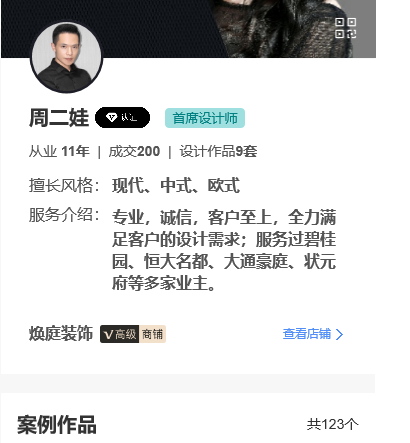 周二娃 认证 首席设计师
从业 11年 | 成交200 | 设计作品9套
擅长风格： 现代、中式、欧式
服务介绍： 专业，诚信，客户至上，全力满
足客户的设计需求；服务过碧桂
园、恒大名都、大通豪庭、状元
府等多家业主。
焕庭装饰 V高级 商铺 查看店铺 >
案例作品 共123个